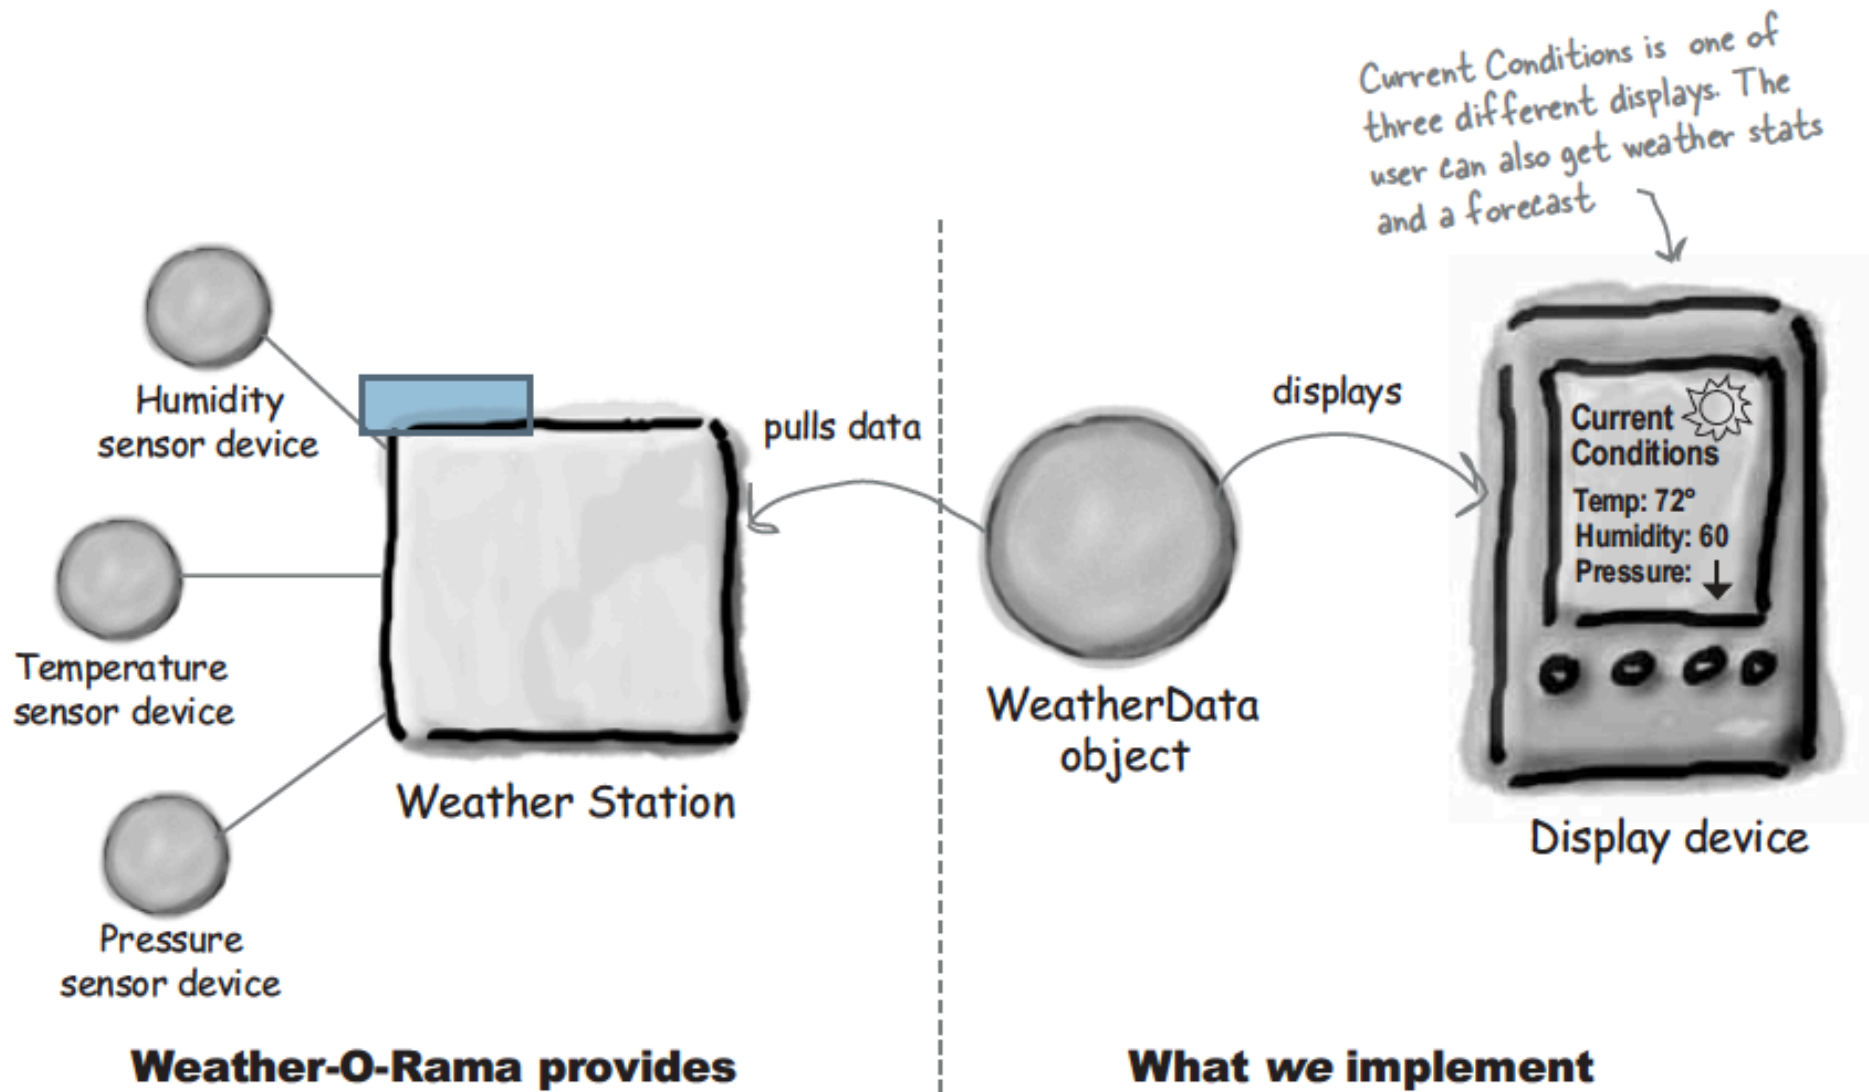 Current Conditions is one of
three different displays. The
user can also get weather stats
and a forecast
Humidity
sensor device
Temperature
sensor device
Pressure
sensor device
Weather Station
pulls data
WeatherData
object
displays
Current
Conditions
Temp: 72°
Humidity: 60
Pressure:
Display device
Weather-O-Rama provides
What we implement